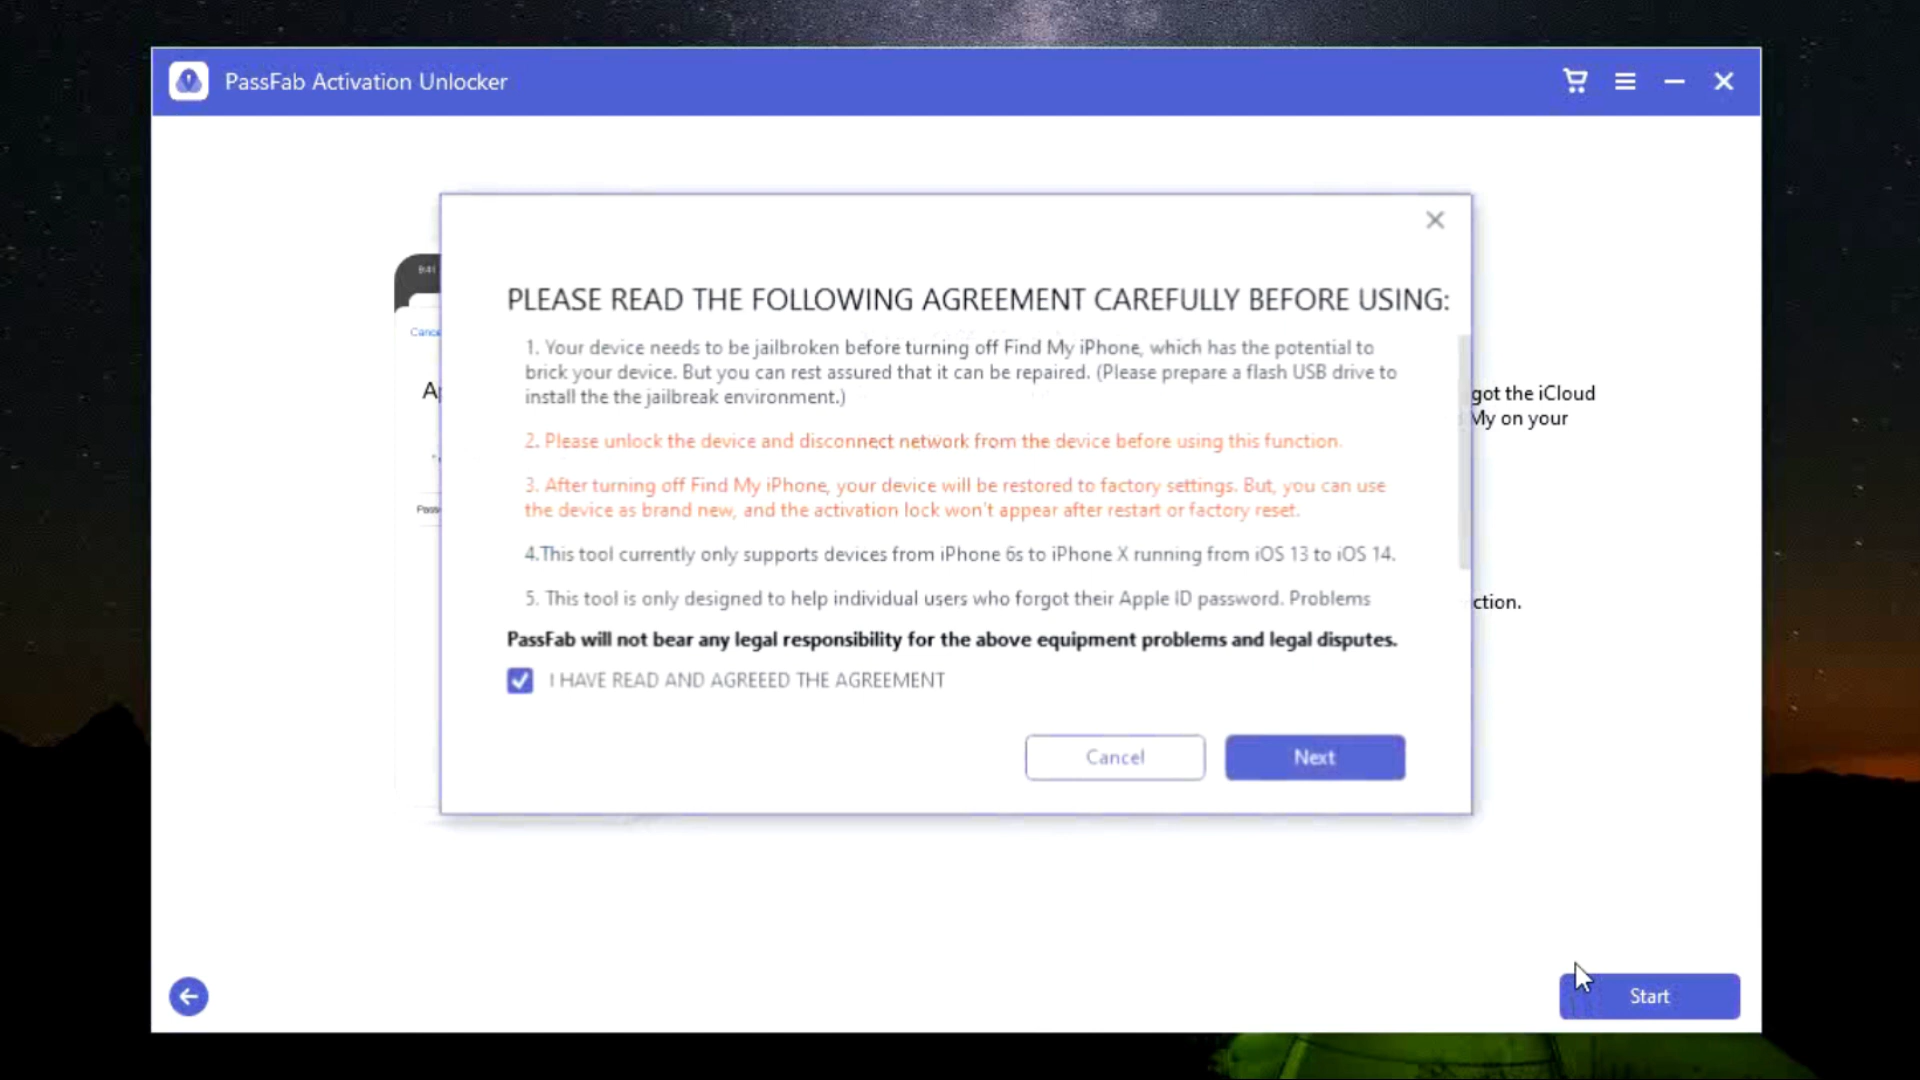 PassFab Activation Unlocker
9:41
Cance
PLEASE READ THE FOLLOWING AGREEMENT CAREFULLY BEFORE USING:
1. Your device needs to be jailbroken before turning off Find My iPhone, which has the potential to
brick your device. But you can rest assured that it can be repaired. (Please prepare a flash USB drive to
install the the jailbreak environment.)
2. Please unlock the device and disconnect network from the device before using this function.
3. After turning off Find My iPhone, your device will be restored to factory settings. But, you can use
the device as brand new, and the activation lock won't appear after restart or factory reset.
4.This tool currently only supports devices from iPhone 6s to iPhone X running from iOS 13 to iOS 14.
5. This tool is only designed to help individual users who forgot their Apple ID password. Problems
PassFab will not bear any legal responsibility for the above equipment problems and legal disputes.
I HAVE READ AND AGREEED THE AGREEMENT
Cancel Next
got the iCloud
My on your
ction.
Pass
Start